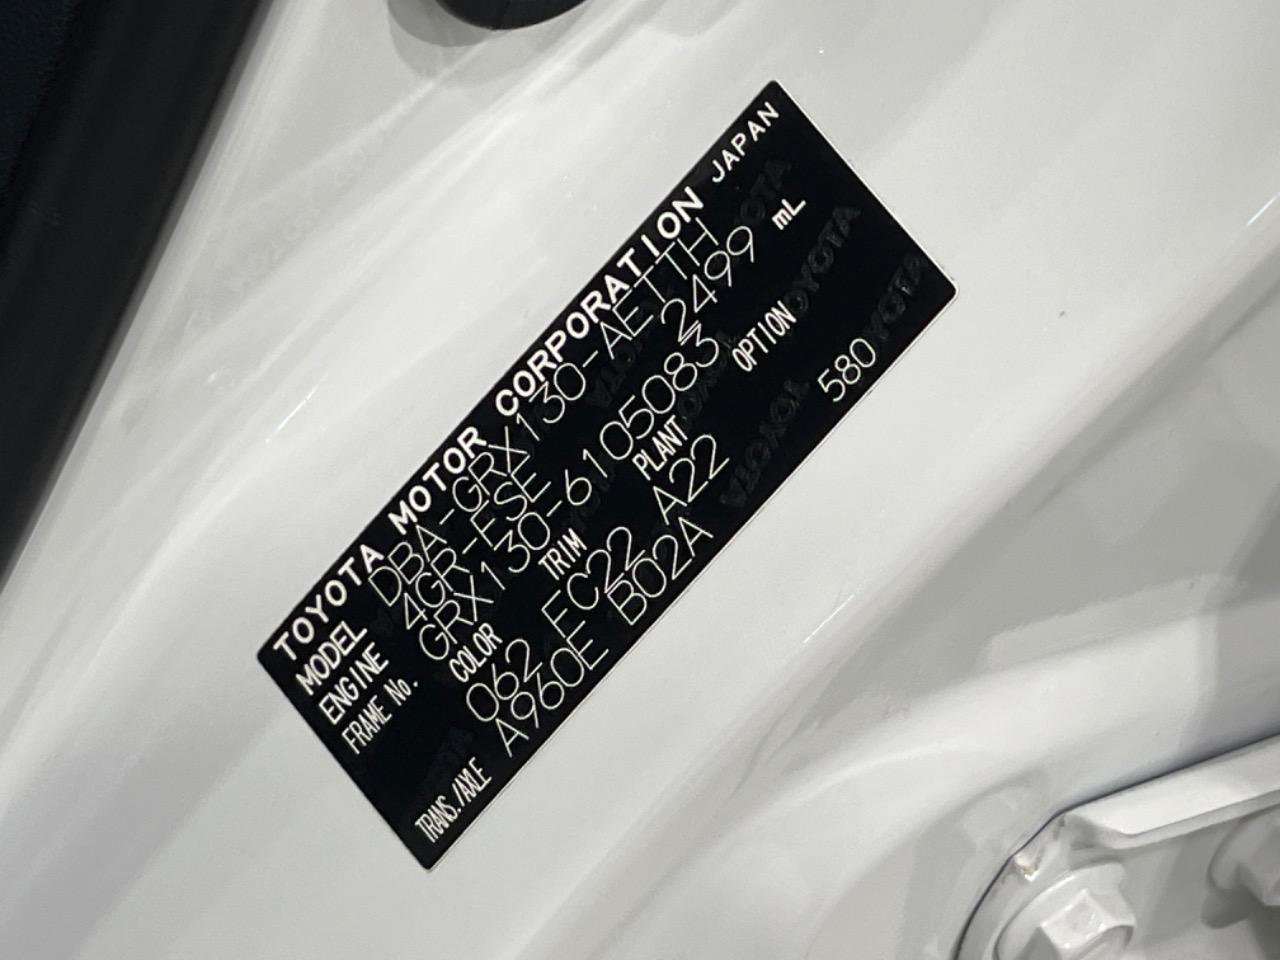 TOYOTA MOTOR CORPORATION JAPAN
MODEL DBA-GRX130-AETTH
ENGINE 4GR-FSE 2499 mL
FRAME No. GRX130-6105083
COLOR TRIM PLANT OPTION
062 FC22 A22 580
TRANS./AXLE A960E B02A